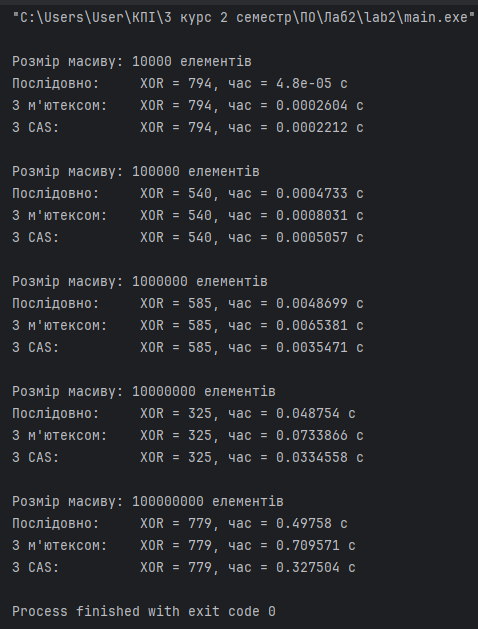 "C:\Users\User\КПІ\3 курс 2 семестр\ПО\Лаб2\lab2\main.exe"
Розмір масиву: 10000 елементів
Послідовно:     XOR = 794, час = 4.8e-05 с
З м'ютексом:    XOR = 794, час = 0.0002604 с
З CAS:          XOR = 794, час = 0.0002212 с
Розмір масиву: 100000 елементів
Послідовно:     XOR = 540, час = 0.0004733 с
З м'ютексом:    XOR = 540, час = 0.0008031 с
З CAS:          XOR = 540, час = 0.0005057 с
Розмір масиву: 1000000 елементів
Послідовно:     XOR = 585, час = 0.0048699 с
З м'ютексом:    XOR = 585, час = 0.0065381 с
З CAS:          XOR = 585, час = 0.0035471 с
Розмір масиву: 10000000 елементів
Послідовно:     XOR = 325, час = 0.048754 с
З м'ютексом:    XOR = 325, час = 0.0733866 с
З CAS:          XOR = 325, час = 0.0334558 с
Розмір масиву: 100000000 елементів
Послідовно:     XOR = 779, час = 0.49758 с
З м'ютексом:    XOR = 779, час = 0.709571 с
З CAS:          XOR = 779, час = 0.327504 с
Process finished with exit code 0